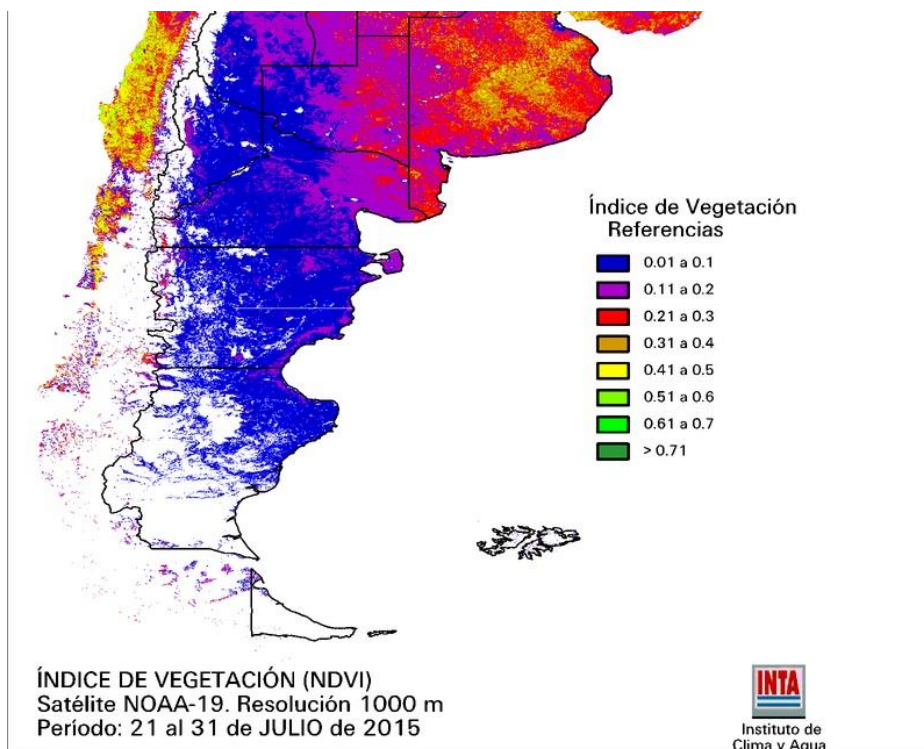 Índice de Vegetación
Referencias
0.01 a 0.1
0.11 a 0.2
0.21 a 0.3
0.31 a 0.4
0.41 a 0.5
0.51 a 0.6
0.61 a 0.7
> 0.71
ÍNDICE DE VEGETACIÓN (NDVI)
Satélite NOAA-19. Resolución 1000 m
Período: 21 al 31 de JULIO de 2015
INTA
Instituto de
Clima y Agua